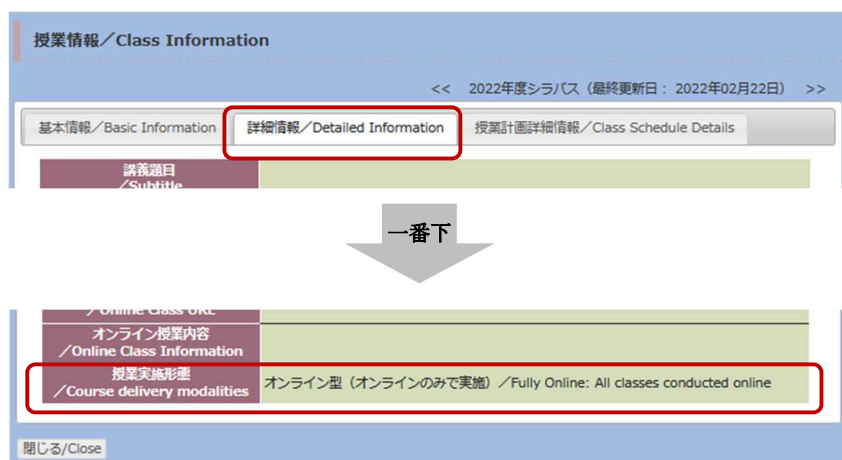 授業情報／Class Information
<< 2022年度シラバス（最終更新日： 2022年02月22日） >>
基本情報／Basic Information 詳細情報／Detailed Information 授業計画詳細情報／Class Schedule Details
講義題目
／Subtitle
一番下
／Online Class URL
オンライン授業内容
／Online Class Information
授業実施形態
／Course delivery modalities
オンライン型（オンラインのみで実施）／Fully Online: All classes conducted online
閉じる/Close